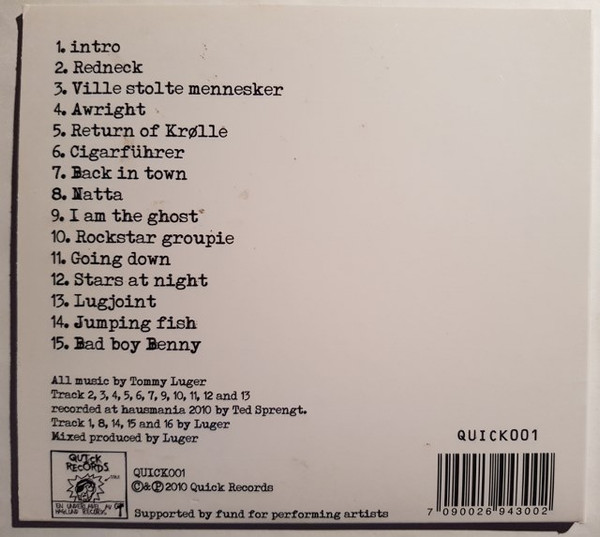 1. intro
2. Redneck
3. Ville stolte mennesker
4. Awright
5. Return of Krølle
6. Cigarführer
7. Back in town
8. Natta
9. I am the ghost
10. Rockstar groupie
11. Going down
12. Stars at night
13. Lugjoint
14. Jumping fish
15. Bad boy Benny
All music by Tommy Luger
Track 2, 3, 4, 5, 6, 7, 9, 10, 11, 12 and 13
recorded at hausmania 2010 by Ted Sprengt.
Track 1, 8, 14, 15 and 16 by Luger
Mixed produced by Luger
QUICK
RECORDS
EN UNDERLABEL AV
RECORDS
QUICK001
©&℗ 2010 Quick Records
Supported by fund for performing artists
QUICK001
7 090026 943002